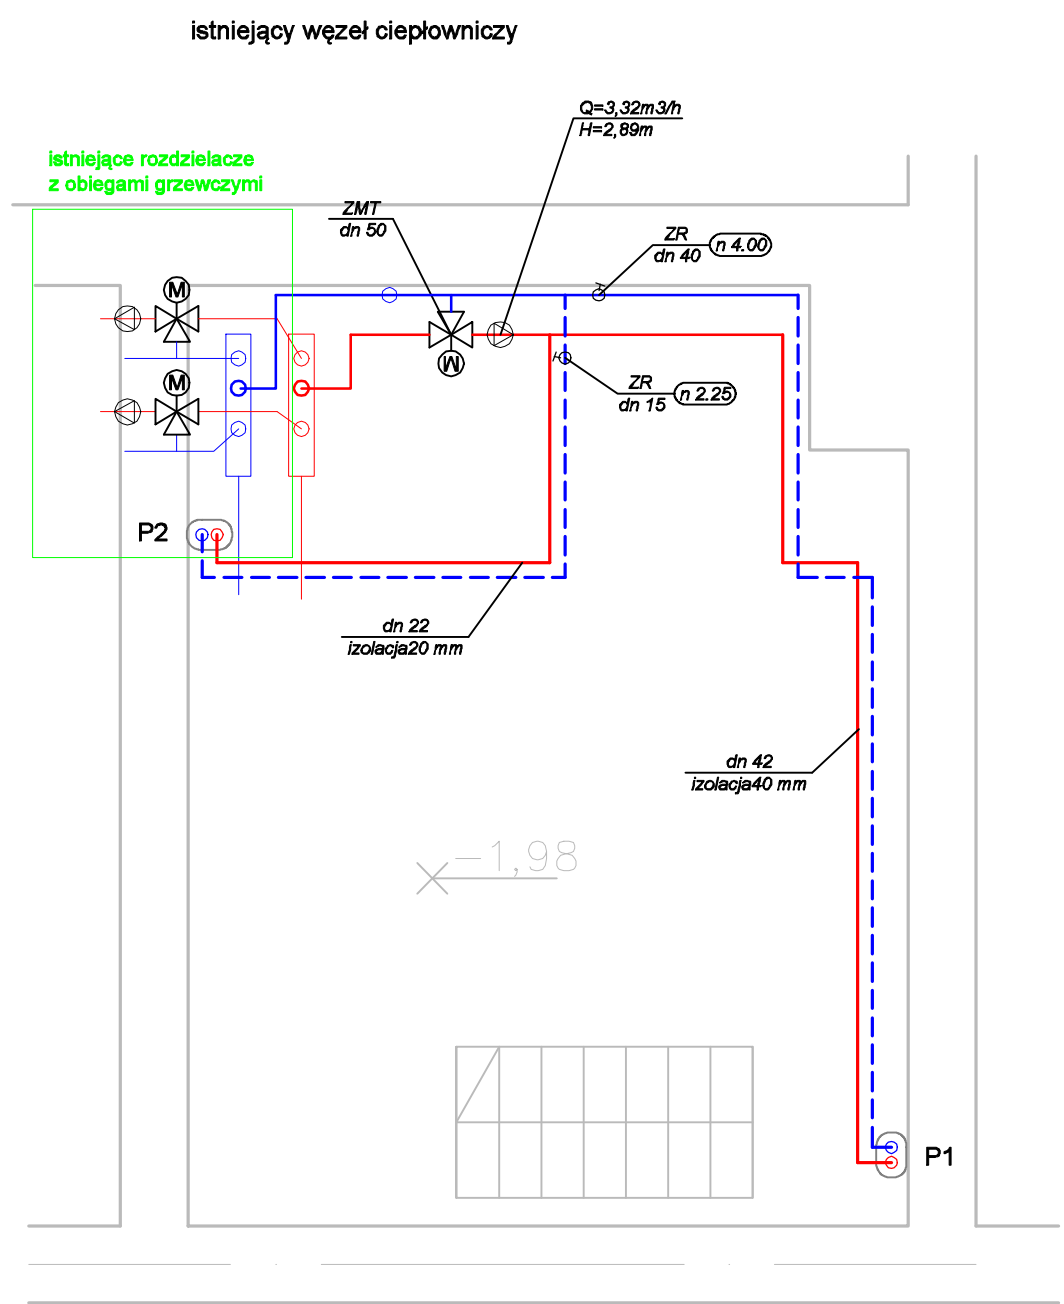 istniejący węzeł ciepłowniczy
Q=3,32m3/h
H=2,89m
istniejące rozdzielacze
z obiegami grzewczymi
ZMT
dn 50
ZR
dn 40
n 4.00
M
M
M
ZR
dn 15
n 2.25
P2
dn 22
izolacja20 mm
dn 42
izolacja40 mm
-1,98
P1